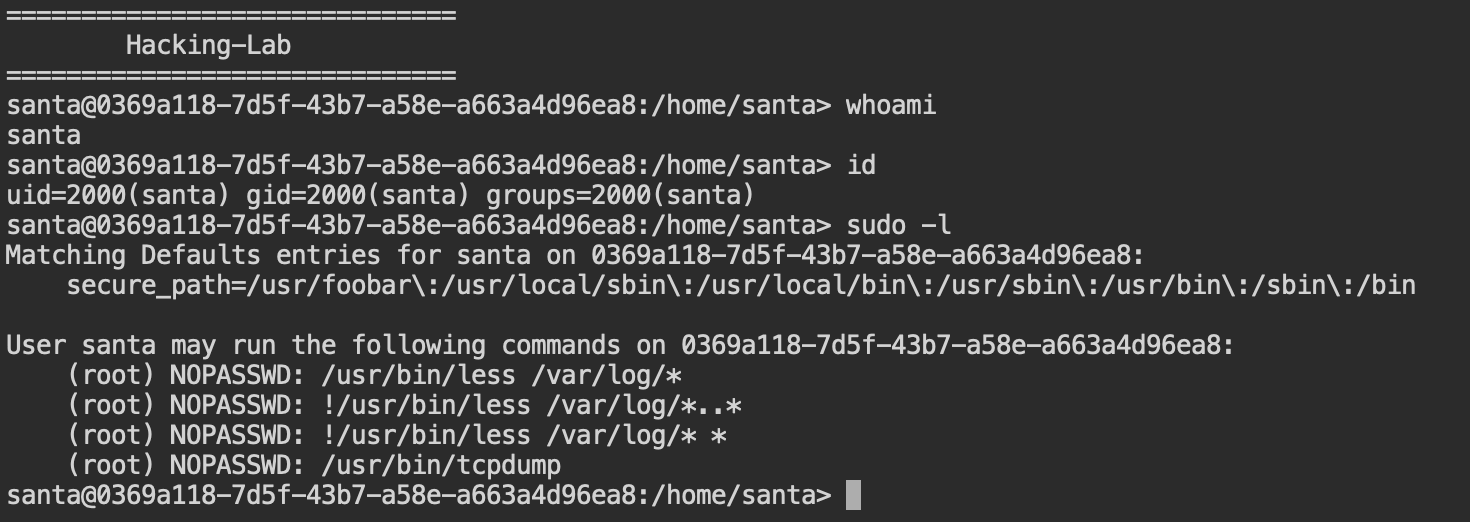 ==============================
Hacking-Lab
==============================
santa@0369a118-7d5f-43b7-a58e-a663a4d96ea8:/home/santa> whoami
santa
santa@0369a118-7d5f-43b7-a58e-a663a4d96ea8:/home/santa> id
uid=2000(santa) gid=2000(santa) groups=2000(santa)
santa@0369a118-7d5f-43b7-a58e-a663a4d96ea8:/home/santa> sudo -l
Matching Defaults entries for santa on 0369a118-7d5f-43b7-a58e-a663a4d96ea8:
    secure_path=/usr/foobar\:/usr/local/sbin\:/usr/local/bin\:/usr/sbin\:/usr/bin\:/sbin\:/bin

User santa may run the following commands on 0369a118-7d5f-43b7-a58e-a663a4d96ea8:
    (root) NOPASSWD: /usr/bin/less /var/log/*
    (root) NOPASSWD: !/usr/bin/less /var/log/*..*
    (root) NOPASSWD: !/usr/bin/less /var/log/* *
    (root) NOPASSWD: /usr/bin/tcpdump
santa@0369a118-7d5f-43b7-a58e-a663a4d96ea8:/home/santa>